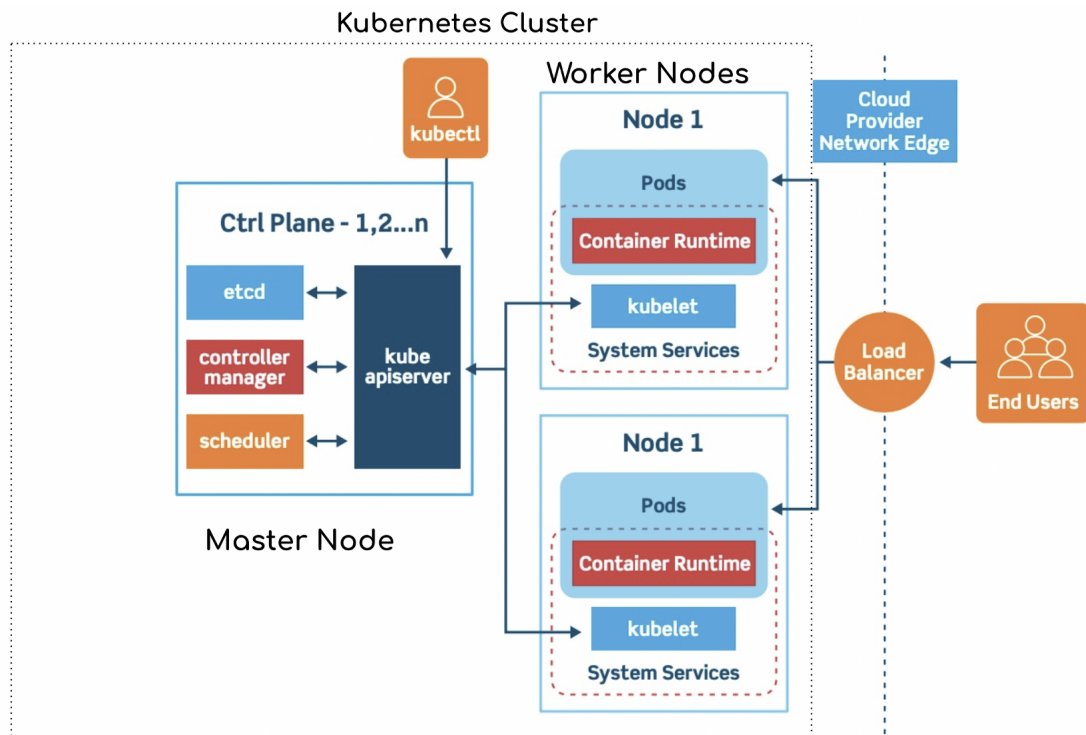 Kubernetes Cluster
kubectl
Worker Nodes
Cloud
Provider
Network Edge
Node 1
Pods
Container Runtime
kubelet
System Services
Ctrl Plane - 1,2...n
etcd
controller
manager
scheduler
kube
apiserver
Master Node
Load
Balancer
End Users
Node 1
Pods
Container Runtime
kubelet
System Services